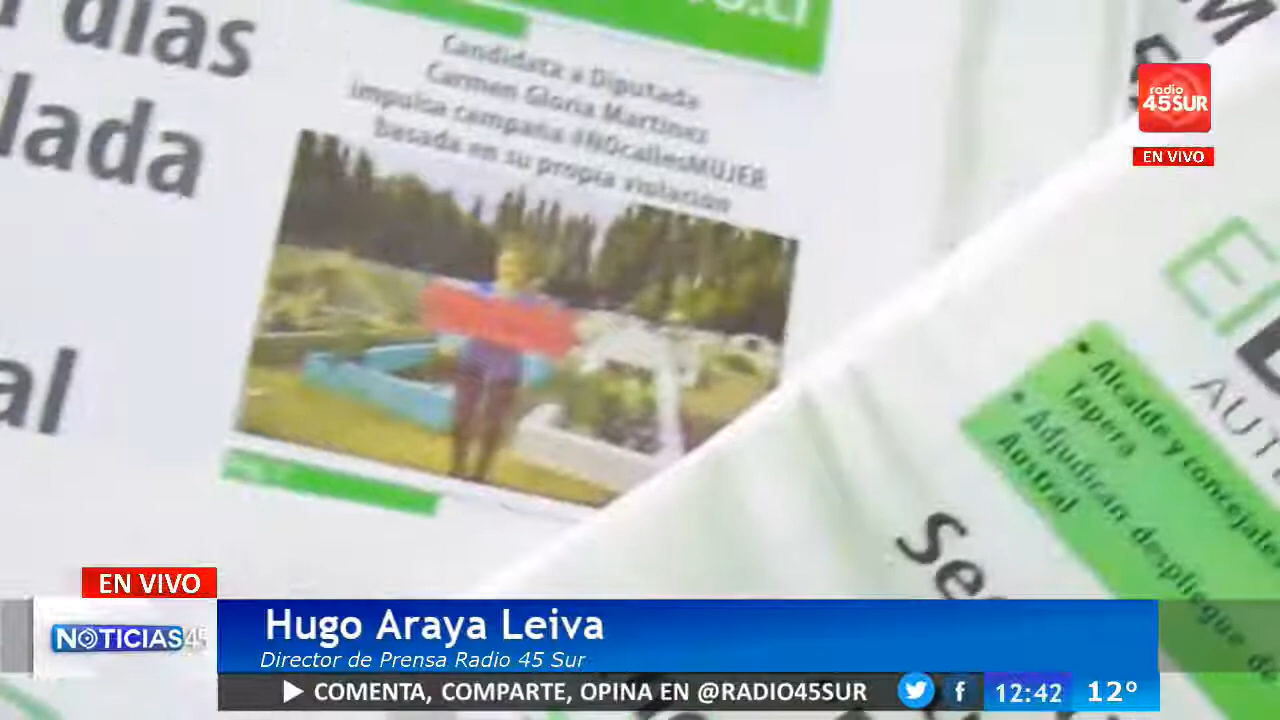 días
lada
al
Candidata a Diputada
Carmen Gloria Martínez
impulsa campaña #NOcallesMUJER
basada en su propia violación
radio
45SUR
EN VIVO
El
AUT
• Alcalde y concejales
Tapera
• Adjudican despliegue de
Austral
Se
EN VIVO
NOTICIAS45
Hugo Araya Leiva
Director de Prensa Radio 45 Sur
COMENTA, COMPARTE, OPINA EN @RADIO45SUR
12:42
12°